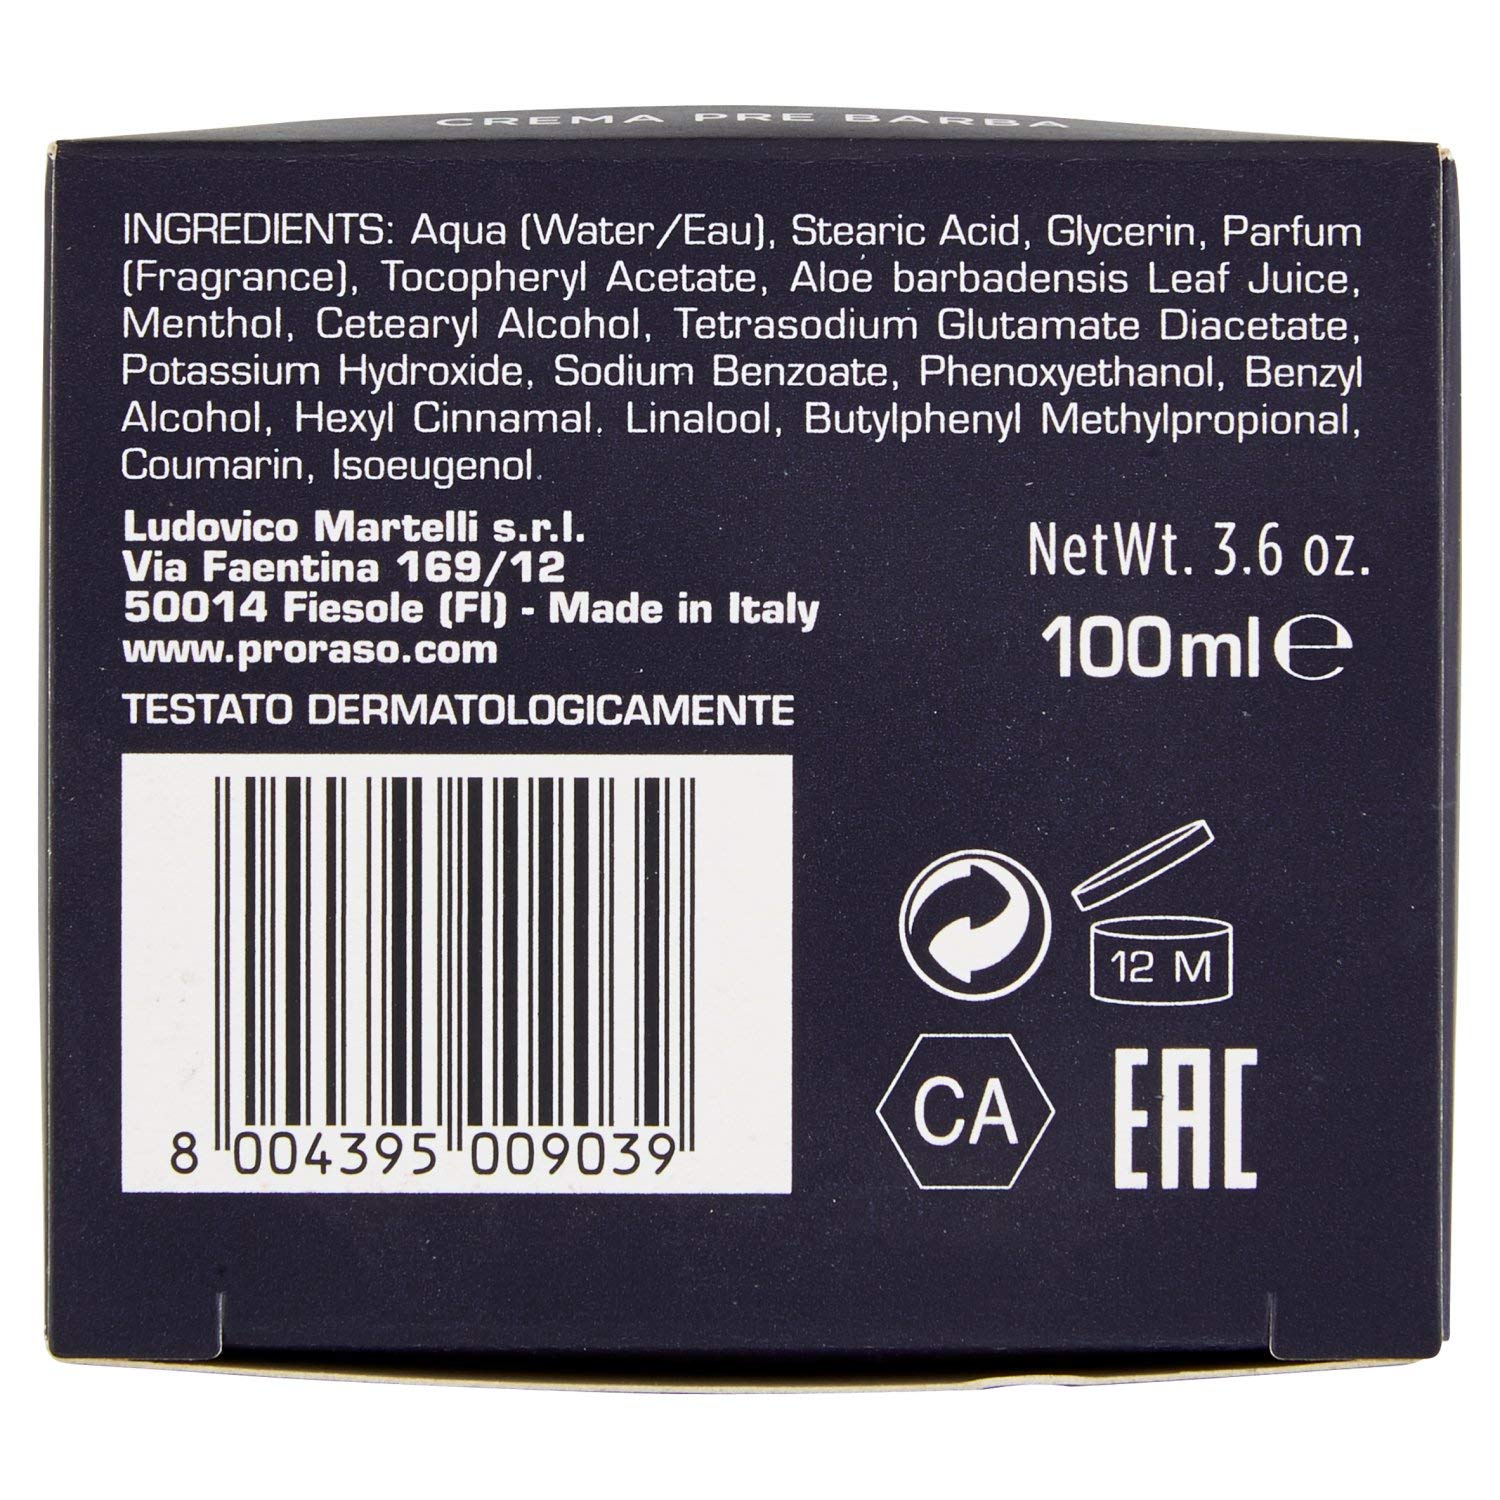 CREMA PRE BARBA
INGREDIENTS: Aqua (Water/Eau), Stearic Acid, Glycerin, Parfum
(Fragrance), Tocopheryl Acetate, Aloe barbadensis Leaf Juice,
Menthol, Cetearyl Alcohol, Tetrasodium Glutamate Diacetate,
Potassium Hydroxide, Sodium Benzoate, Phenoxyethanol, Benzyl
Alcohol, Hexyl Cinnamal, Linalool, Butylphenyl Methylpropional,
Coumarin, Isoeugenol.
Ludovico Martelli s.r.l.
Via Faentina 169/12
50014 Fiesole (FI) - Made in Italy
www.proraso.com
TESTATO DERMATOLOGICAMENTE
NetWt. 3.6 oz.
100ml ℮
8 004395 009039
12 M
CA
EAC